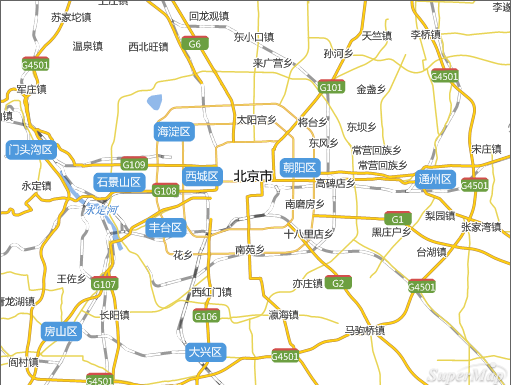 苏家坨镇
回龙观镇
李桥镇
天竺镇
G6
东小口镇
温泉镇
西北旺镇
孙河乡
G4501
来广营乡
G4501
军庄镇
G101
金盏乡
太阳宫乡
将台乡
东坝乡
海淀区
东风乡
门头沟区
常营回族乡
宋庄镇
G109
朝阳区
常营回族乡
石景山区
西城区
北京市
高碑店乡
通州区
G4501
永定镇
G108
永定河
南磨房乡
G1
梨园镇
丰台区
十八里店乡
黑庄户乡
张家湾镇
花乡
南苑乡
台湖镇
王佐乡
G107
亦庄镇
G2
G4501
西红门镇
青龙湖镇
长阳镇
G106
瀛海镇
房山区
马驹桥镇
大兴区
G4501
阎村镇
G4501
SuperMap